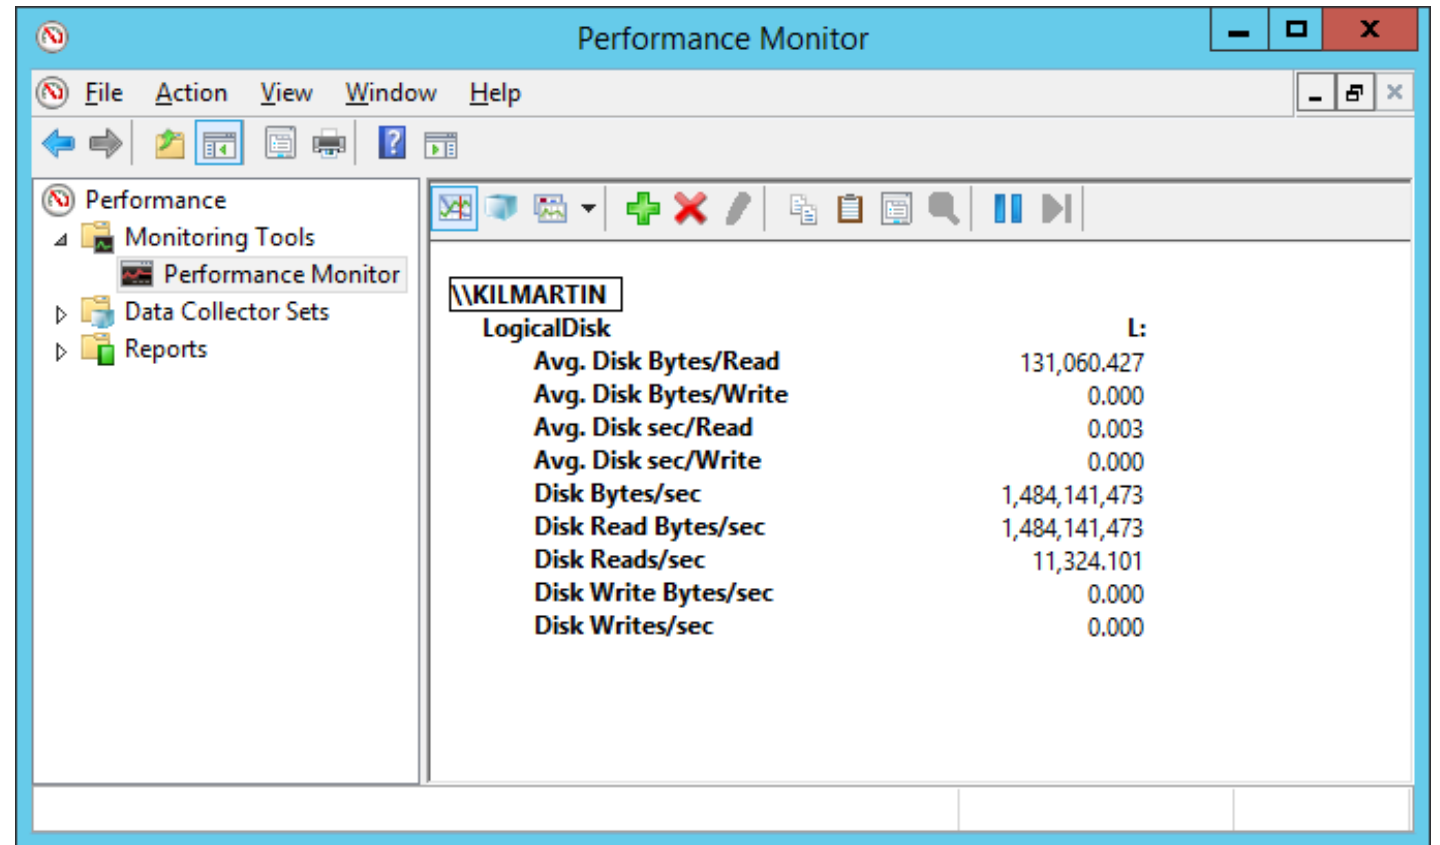 Performance Monitor
File Action View Window Help
Performance
Monitoring Tools
Performance Monitor
Data Collector Sets
Reports
\\KILMARTIN
LogicalDisk L:
Avg. Disk Bytes/Read 131,060.427
Avg. Disk Bytes/Write 0.000
Avg. Disk sec/Read 0.003
Avg. Disk sec/Write 0.000
Disk Bytes/sec 1,484,141,473
Disk Read Bytes/sec 1,484,141,473
Disk Reads/sec 11,324.101
Disk Write Bytes/sec 0.000
Disk Writes/sec 0.000